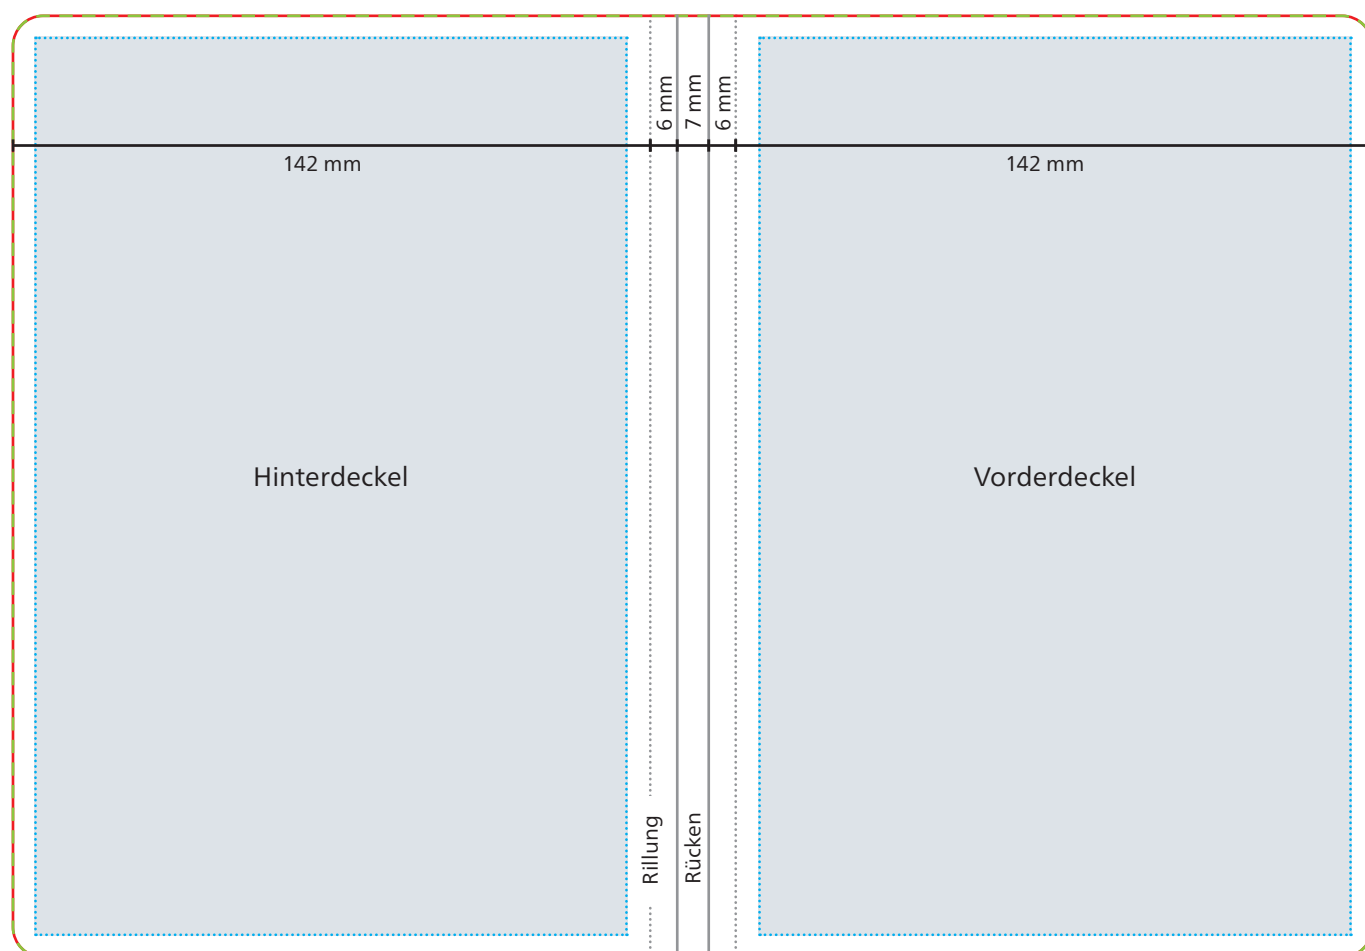 6 mm
7 mm
6 mm
142 mm
142 mm
Hinterdeckel
Vorderdeckel
Rillung
Rücken